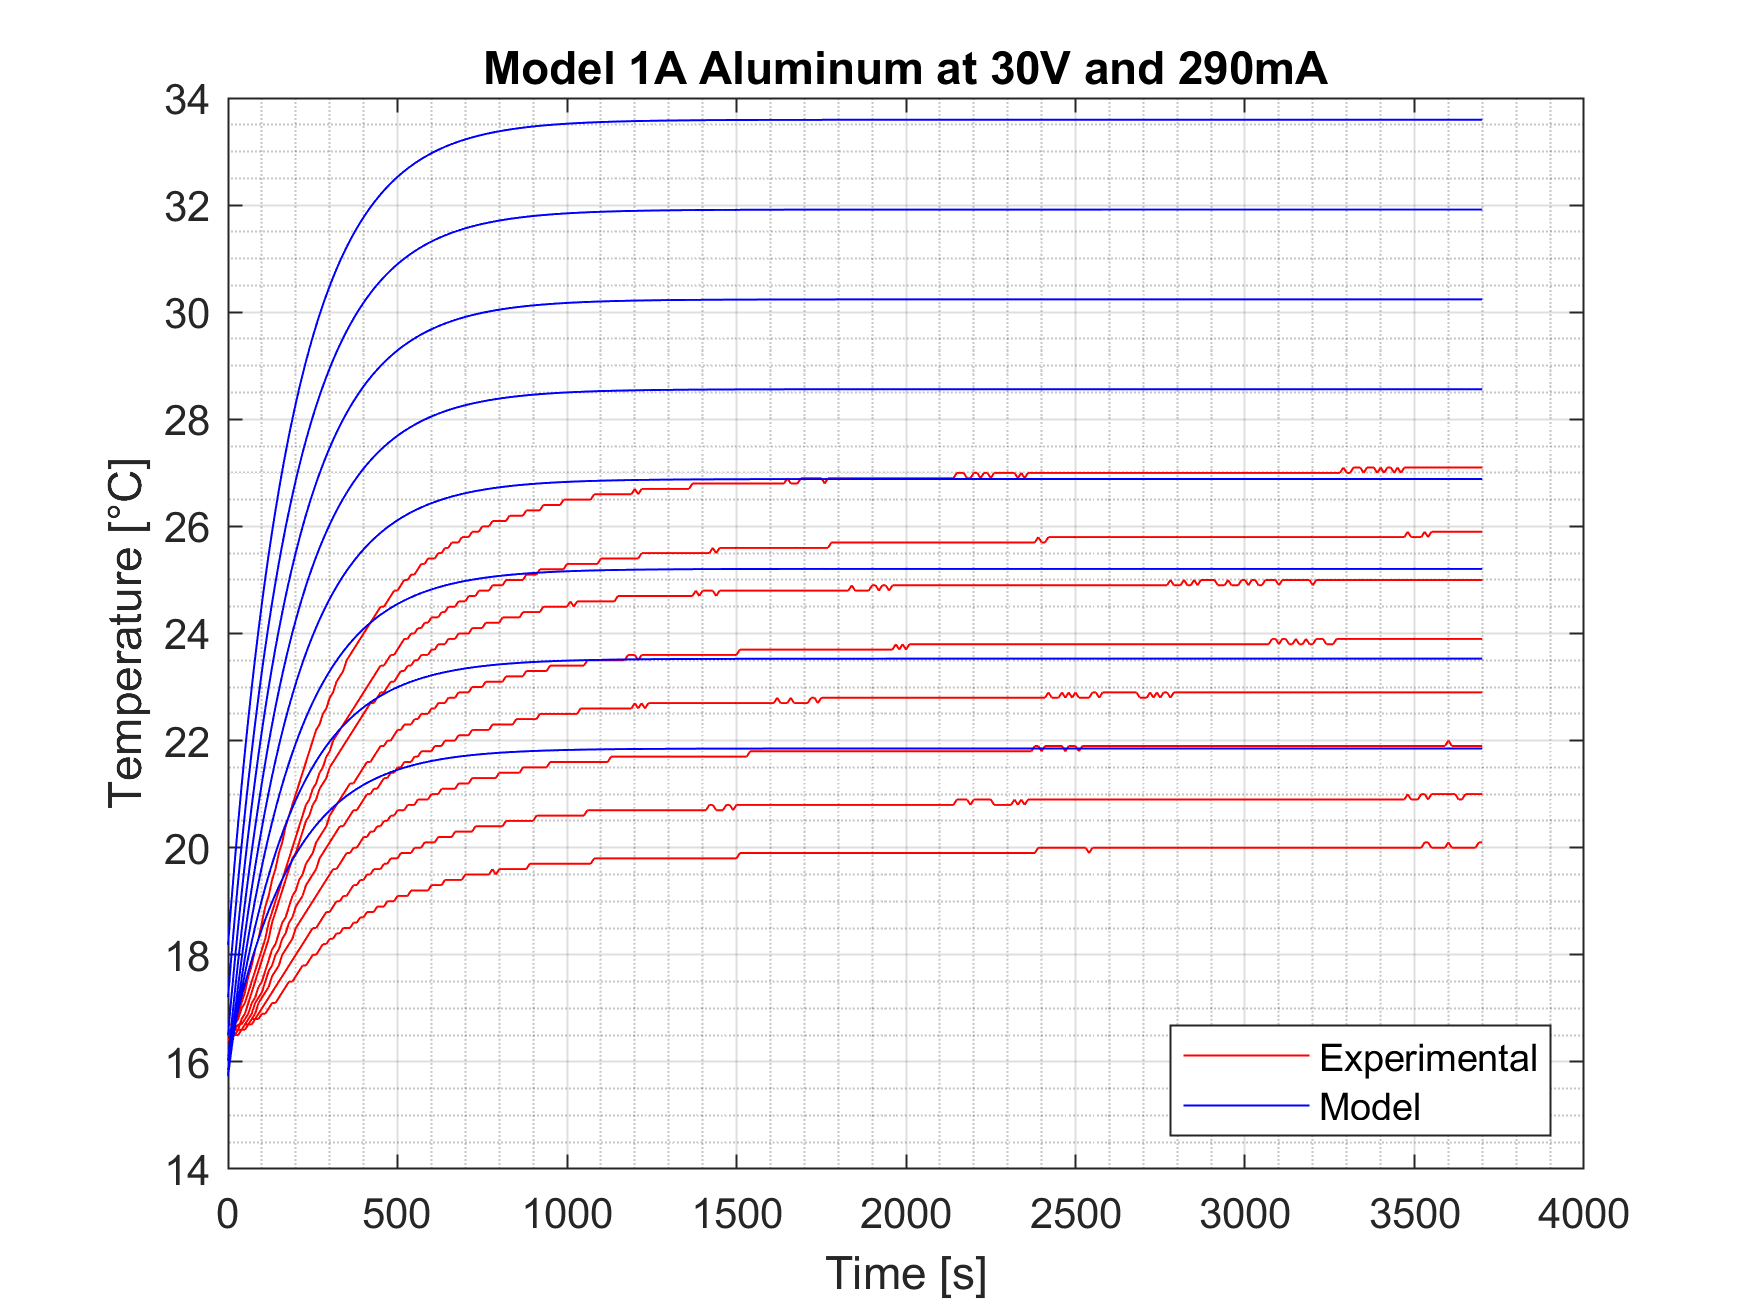 Model 1A Aluminum at 30V and 290mA
34
32
30
28
26
24
22
20
18
16
14
Temperature [°C]
Experimental
Model
0 500 1000 1500 2000 2500 3000 3500 4000
Time [s]